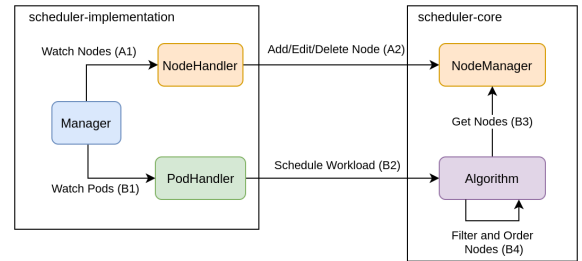 scheduler-implementation
scheduler-core
Watch Nodes (A1)
Add/Edit/Delete Node (A2)
NodeHandler
NodeManager
Manager
Get Nodes (B3)
Watch Pods (B1)
PodHandler
Schedule Workload (B2)
Algorithm
Filter and Order
Nodes (B4)